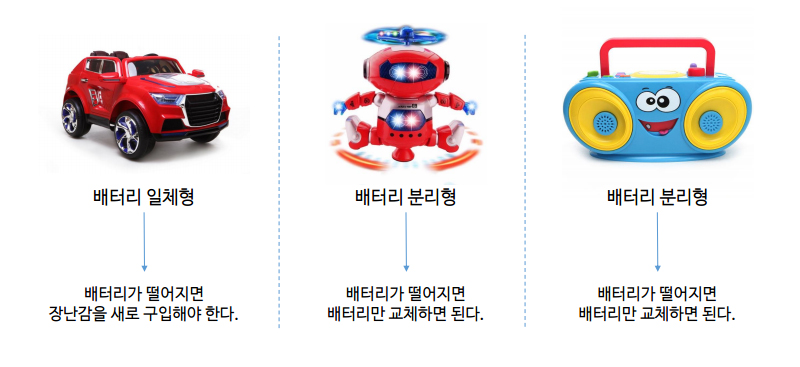 배터리 일체형
배터리가 떨어지면
장난감을 새로 구입해야 한다.
배터리 분리형
배터리가 떨어지면
배터리만 교체하면 된다.
배터리 분리형
배터리가 떨어지면
배터리만 교체하면 된다.